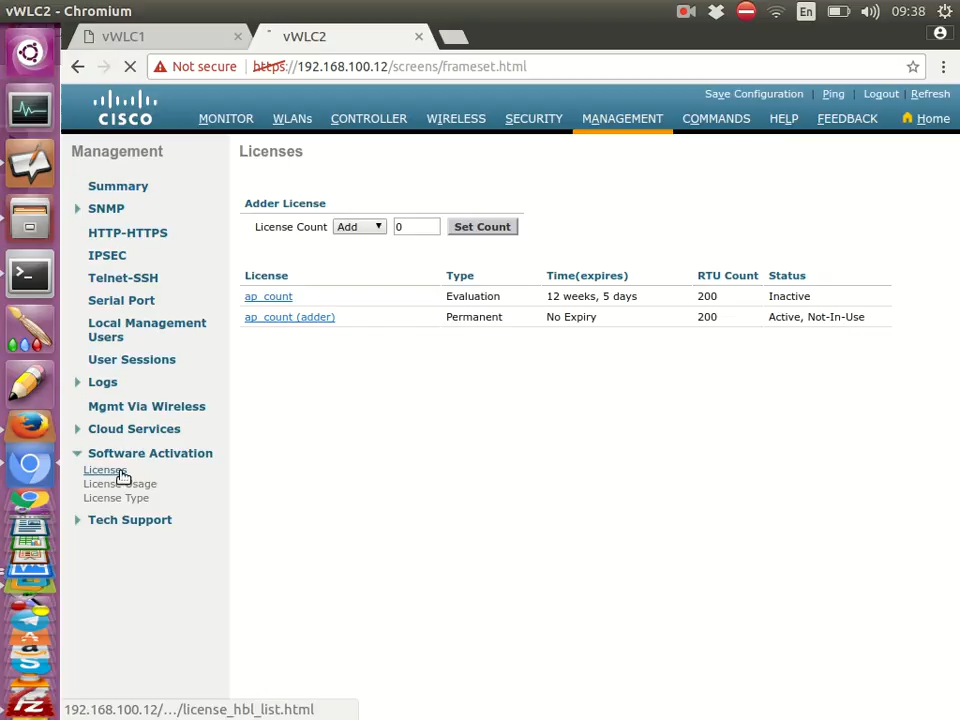 vWLC2 - Chromium
En
09:38
vWLC1
vWLC2
Not secure
https://192.168.100.12/screens/frameset.html
CISCO
Save Configuration | Ping | Logout | Refresh
MONITOR WLANs CONTROLLER WIRELESS SECURITY MANAGEMENT COMMANDS HELP FEEDBACK Home
Management
Summary
SNMP
HTTP-HTTPS
IPSEC
Telnet-SSH
Serial Port
Local Management
Users
User Sessions
Logs
Mgmt Via Wireless
Cloud Services
Software Activation
Licenses
License Usage
License Type
Tech Support
Licenses
Adder License
License Count Add 0 Set Count
License Type Time(expires) RTU Count Status
ap_count Evaluation 12 weeks, 5 days 200 Inactive
ap_count (adder) Permanent No Expiry 200 Active, Not-In-Use
192.168.100.12/.../license_hbl_list.html